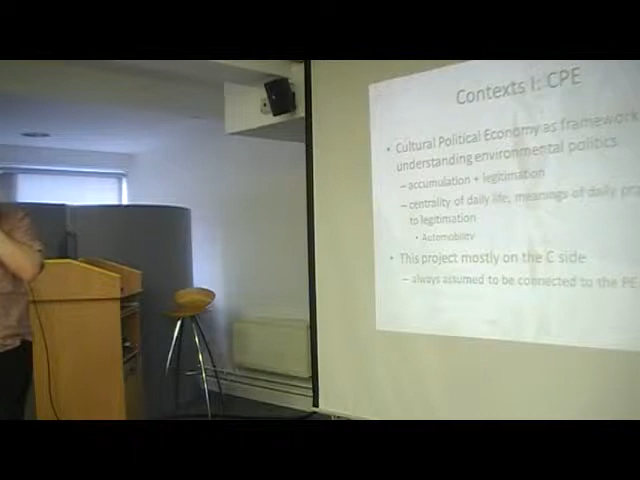 Contexts I: CPE
• Cultural Political Economy as framework
understanding environmental politics
– accumulation + legitimation
– centrality of daily life, meanings of daily
to legitimation
• Automobility
• This project mostly on the C side
– always assumed to be connected to the PE